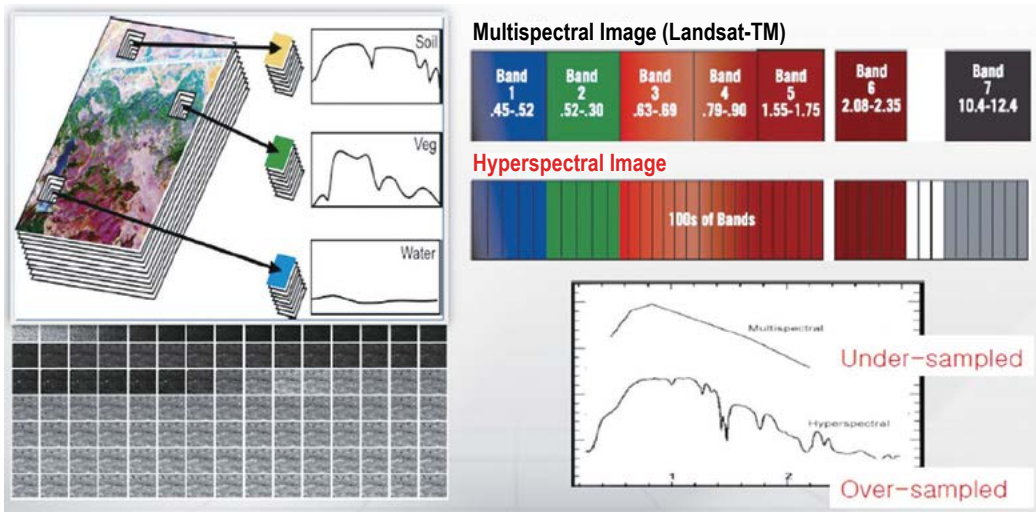 Soil
Veg
Water
Multispectral Image (Landsat-TM)
Band
1
.45-.52
Band
2
.52-.30
Band
3
.63-.69
Band
4
.79-.90
Band
5
1.55-1.75
Band
6
2.08-2.35
Band
7
10.4-12.4
Hyperspectral Image
100s of Bands
Multispectral
Under-sampled
Hyperspectral
1
2
Over-sampled